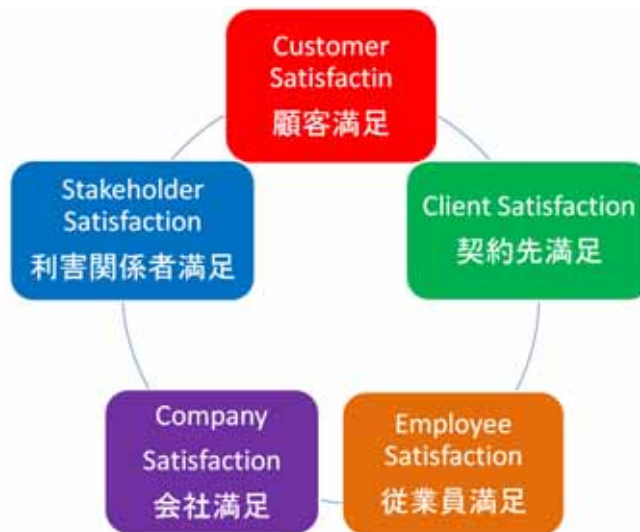 Customer
Satisfactin
顧客満足
Stakeholder
Satisfaction
利害関係者満足
Client Satisfaction
契約先満足
Company
Satisfaction
会社満足
Employee
Satisfaction
従業員満足